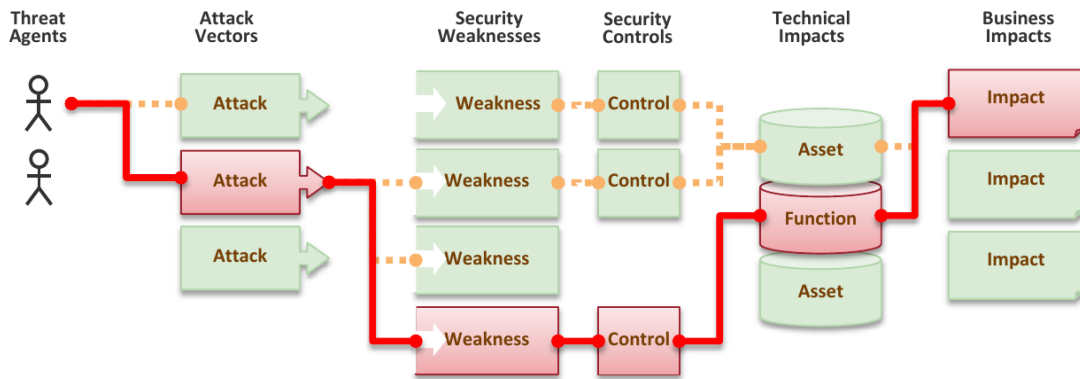 Threat
Agents
Attack
Vectors
Security
Weaknesses
Security
Controls
Technical
Impacts
Business
Impacts
Attack
Weakness
Control
Impact
Asset
Attack
Weakness
Control
Impact
Function
Attack
Weakness
Impact
Asset
Weakness
Control